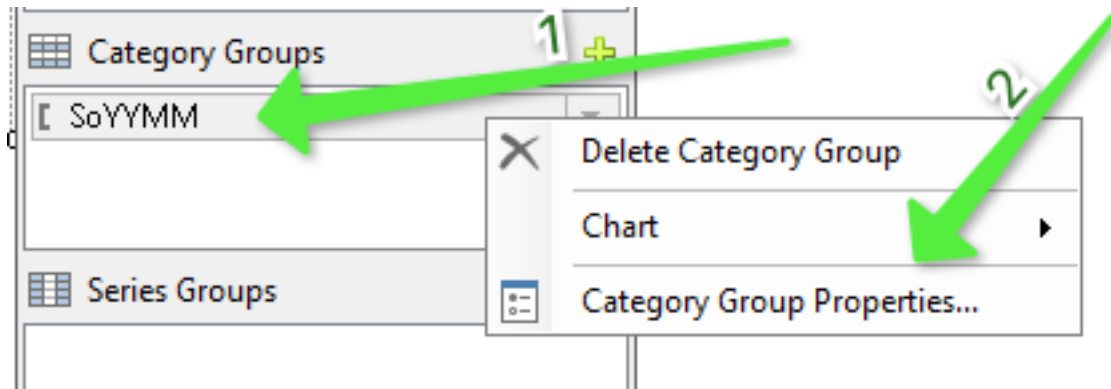 Category Groups
1
SoYYMM
2
Delete Category Group
Chart
Category Group Properties...
Series Groups